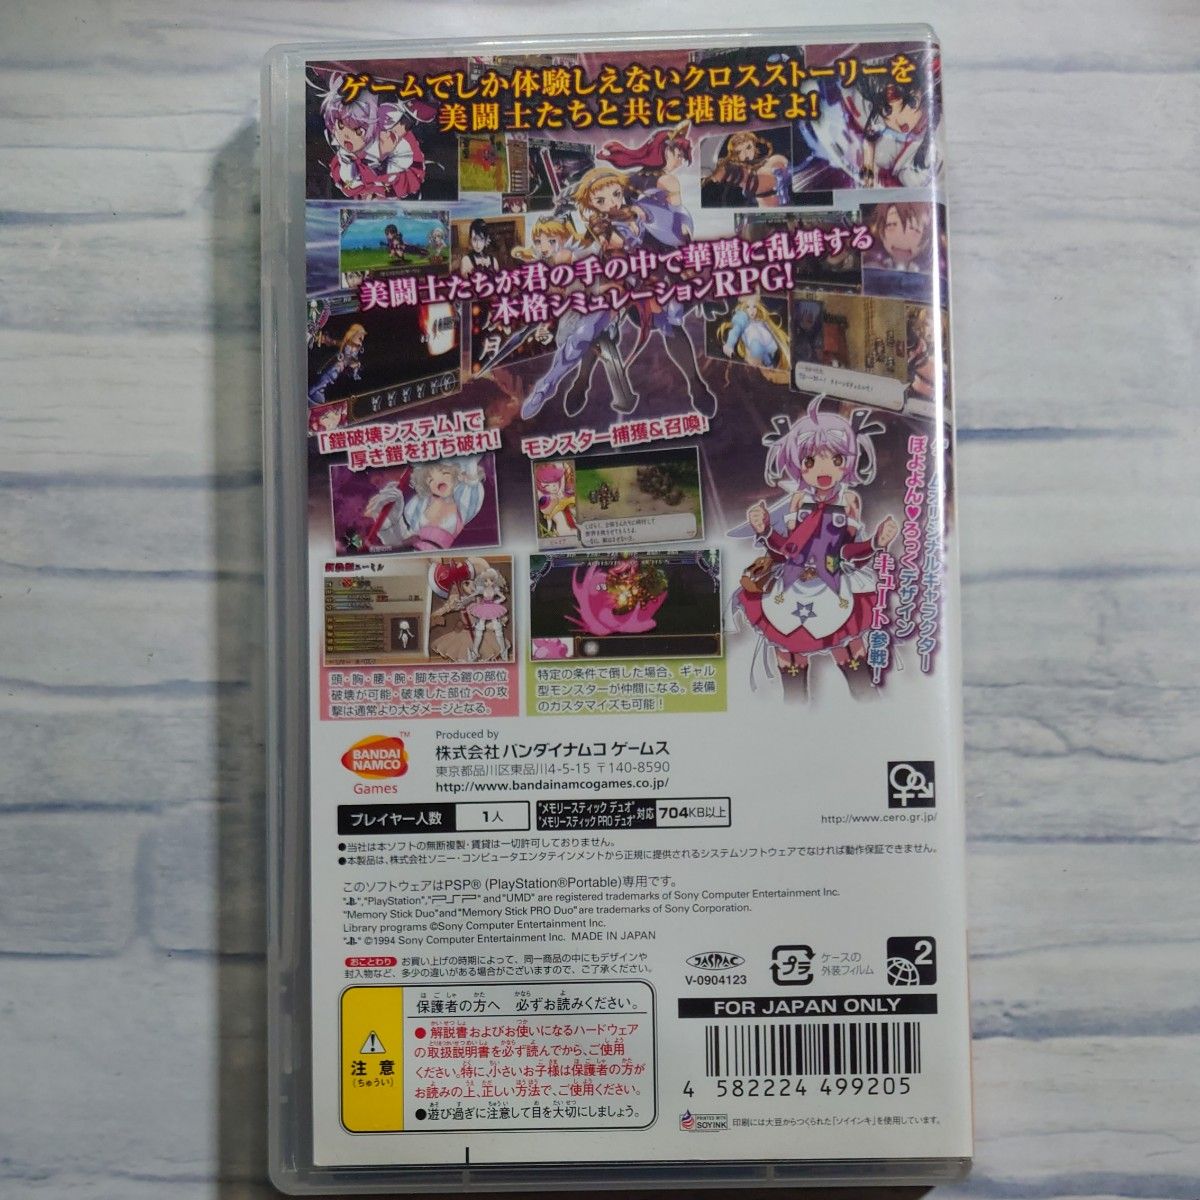 ゲームでしか体験しえないクロスストーリーを
美闘士たちと共に堪能せよ!
美闘士たちが君の手の中で華麗に乱舞する
本格シミュレーションRPG!
「鎧破壊システム」で
厚き鎧を打ち破れ!
モンスター捕獲&召喚!
ほよよん♥ろっくデザイン
キュート参戦!
頭・胸・腰・腕・脚を守る鎧の部位
破壊が可能・破壊した部位への攻
撃は通常より大ダメージとなる。
特定の条件で倒した場合、ギャル
型モンスターが仲間になる。装備
のカスタマイズも可能!
BANDAI
NAMCO
TM
Games
Produced by
株式会社 バンダイナムコ ゲームス
東京都品川区東品川4-5-15 〒140-8590
http://www.bandainamcogames.co.jp/
プレイヤー人数 1人
"メモリースティック デュオ"
"メモリースティック PRO デュオ" 対応 704KB以上
http://www.cero.gr.jp/
●当社は本ソフトの無断複製・賃貸は一切許可しておりません。
●本製品は、株式会社ソニー・コンピュータエンタテインメントから正規に提供されるシステムソフトウェアでなければ動作保証できません。
このソフトウェアはPSP® (PlayStation®Portable)専用です。
" ","PlayStation","PSP" and "UMD" are registered trademarks of Sony Computer Entertainment Inc.
"Memory Stick Duo" and "Memory Stick PRO Duo" are trademarks of Sony Corporation.
Library programs ©Sony Computer Entertainment Inc.
" " ©1994 Sony Computer Entertainment Inc. MADE IN JAPAN
おことわり お買い上げの時期によって、同一商品の中にもデザインや
封入物など、多少の違いがある場合がございますので、ご了承ください。
JASRAC
V-0904123
プラ
ケースの
外装フィルム
2
FOR JAPAN ONLY
4 582224 499205
注意
(ちゅうい)
保護者の方へ 必ずお読みください。
●解説書およびお使いになるハードウェア
の取扱説明書を必ず読んでから、ご使用
ください。特に、小さいお子様は保護者の方が
お読みの上、正しい方法で、ご使用ください。
●遊び過ぎに注意して目を大切にしましょう。
PRINTED WITH
SOYINK
印刷には大豆からつくられた「ソイインキ」を使用しています。